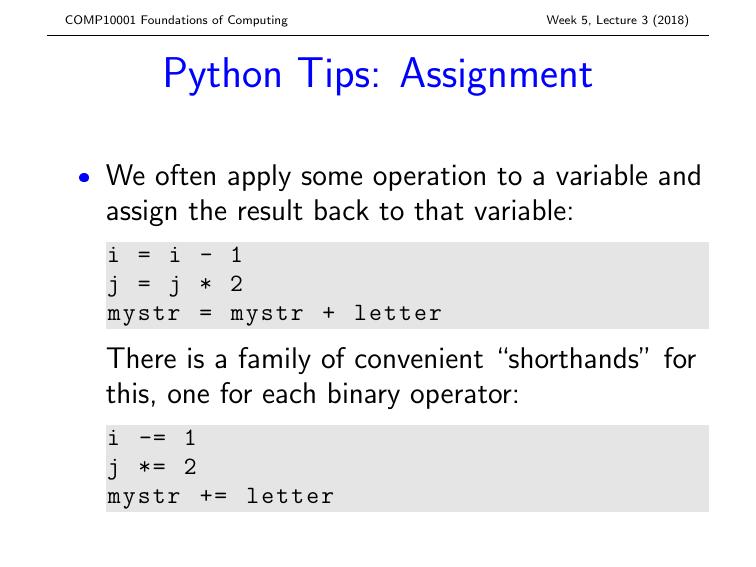 COMP10001 Foundations of Computing Week 5, Lecture 3 (2018)
Python Tips: Assignment
• We often apply some operation to a variable and
assign the result back to that variable:
i = i - 1
j = j * 2
mystr = mystr + letter
There is a family of convenient “shorthands” for
this, one for each binary operator:
i -= 1
j *= 2
mystr += letter